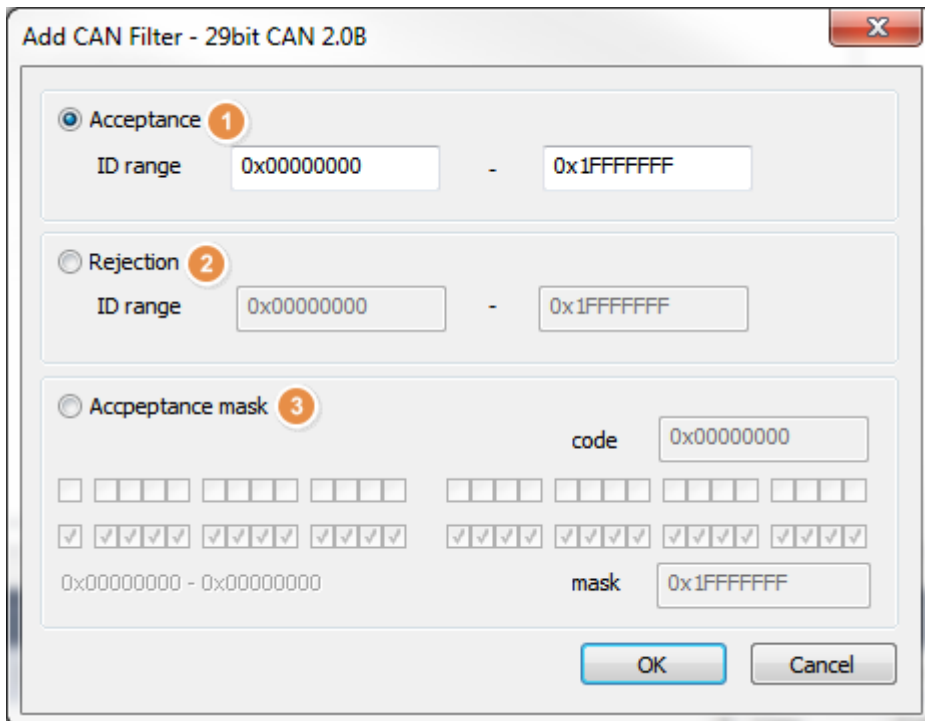 Add CAN Filter - 29bit CAN 2.0B
Acceptance 1
ID range 0x00000000 - 0x1FFFFFFF
Rejection 2
ID range 0x00000000 - 0x1FFFFFFF
Accpeptance mask 3
code 0x00000000
0x00000000 - 0x00000000 mask 0x1FFFFFFF
OK Cancel